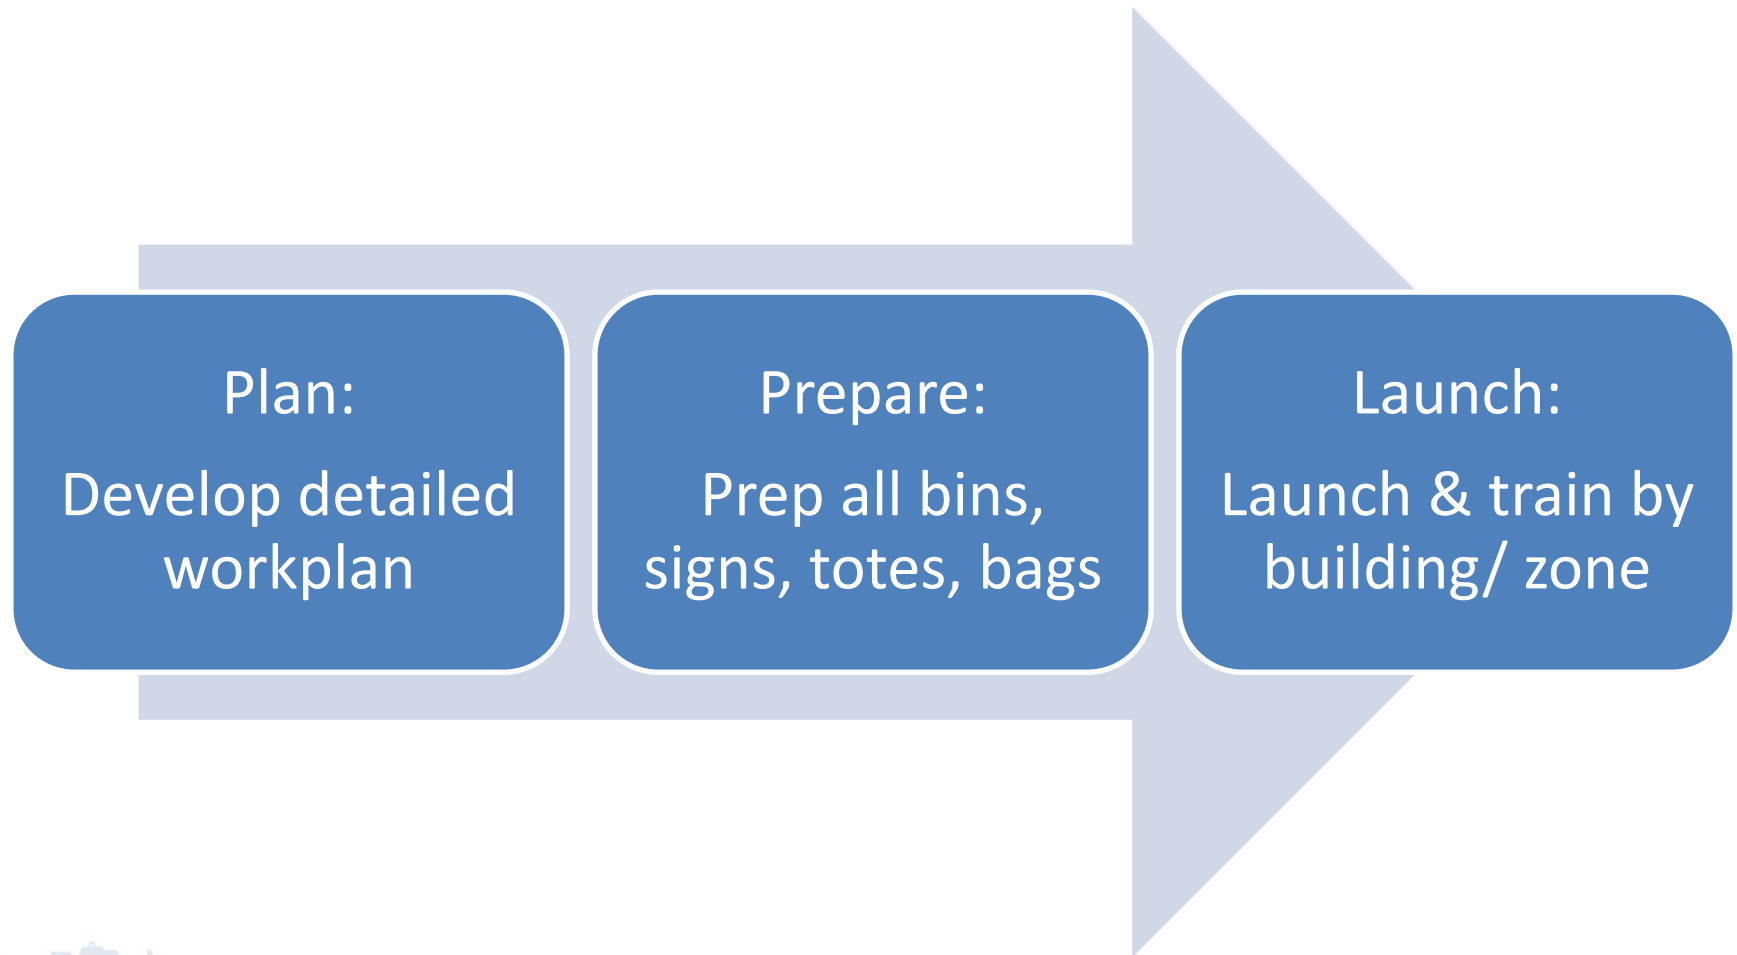 Plan:
Develop detailed
workplan
Prepare:
Prep all bins,
signs, totes, bags
Launch:
Launch & train by
building/ zone